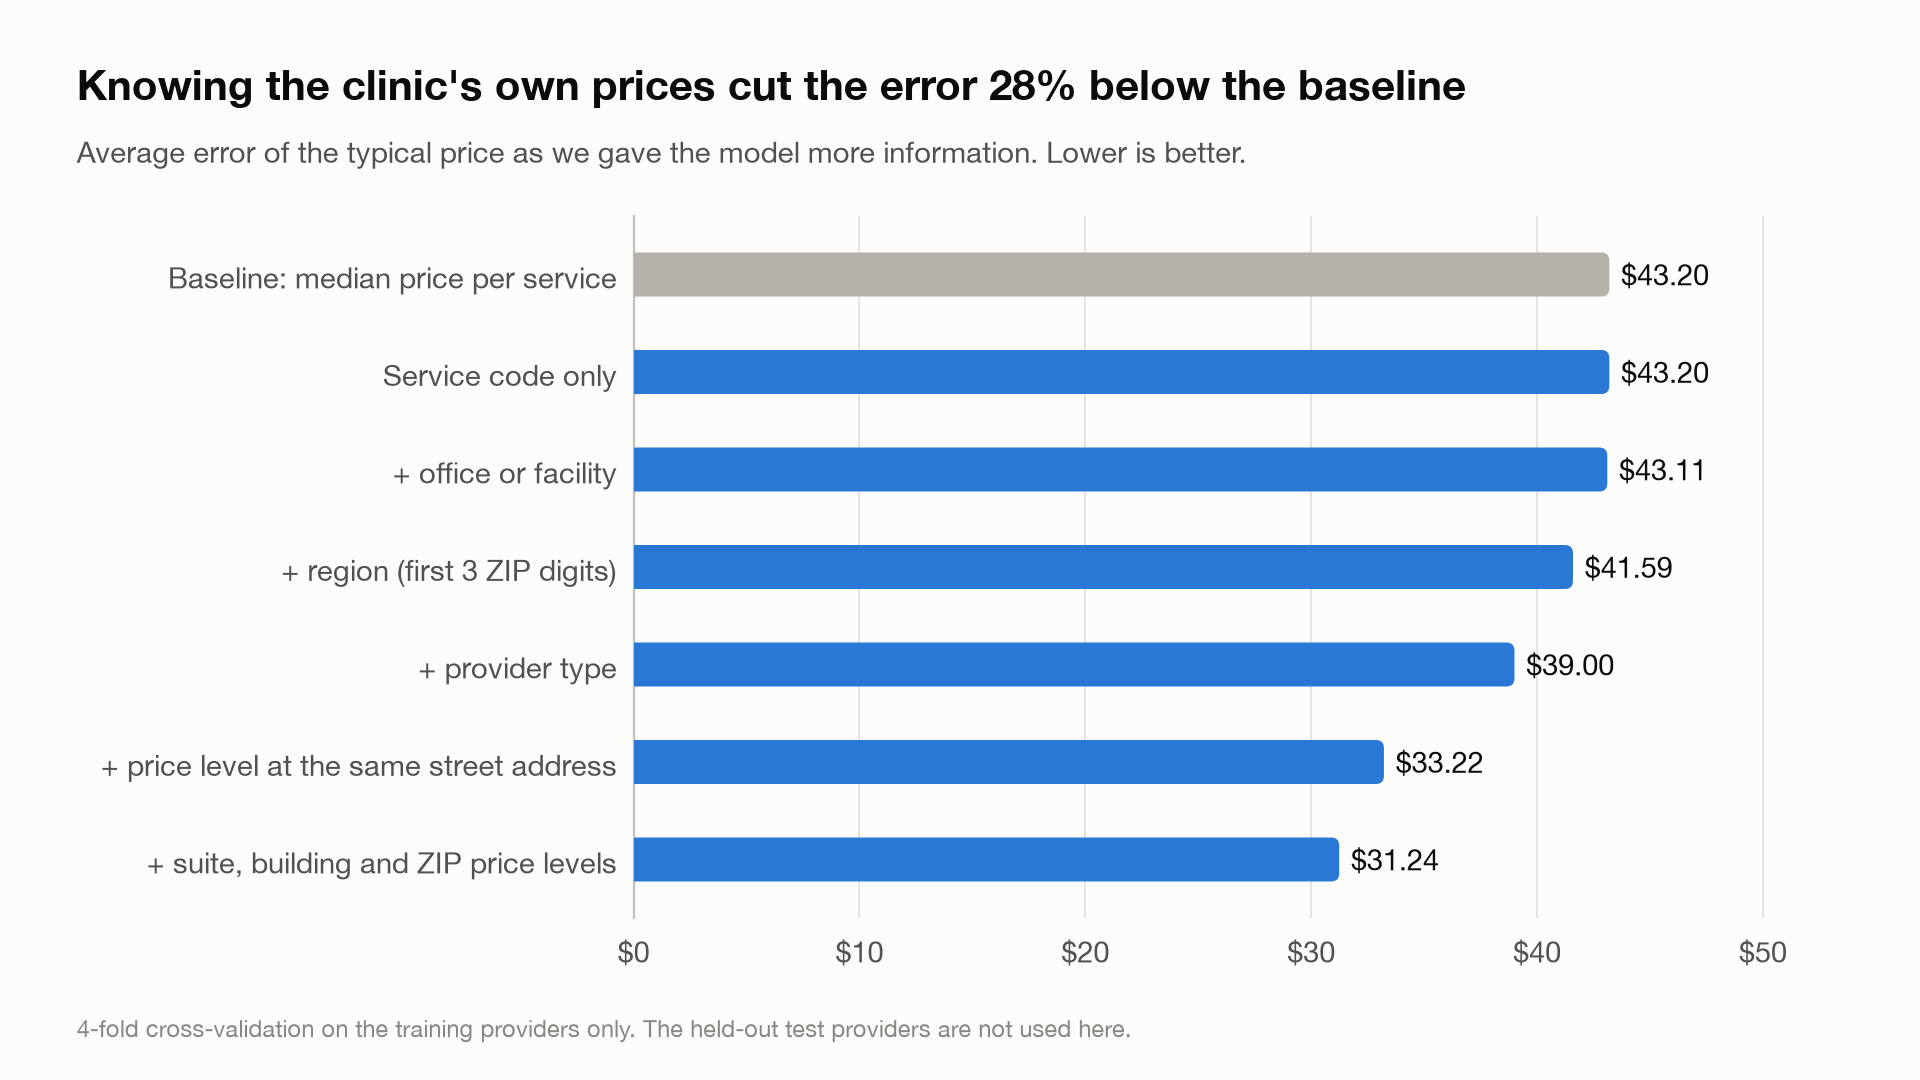 Knowing the clinic's own prices cut the error 28% below the baseline
Average error of the typical price as we gave the model more information. Lower is better.
Baseline: median price per service $43.20
Service code only $43.20
+ office or facility $43.11
+ region (first 3 ZIP digits) $41.59
+ provider type $39.00
+ price level at the same street address $33.22
+ suite, building and ZIP price levels $31.24
$0 $10 $20 $30 $40 $50
4-fold cross-validation on the training providers only. The held-out test providers are not used here.